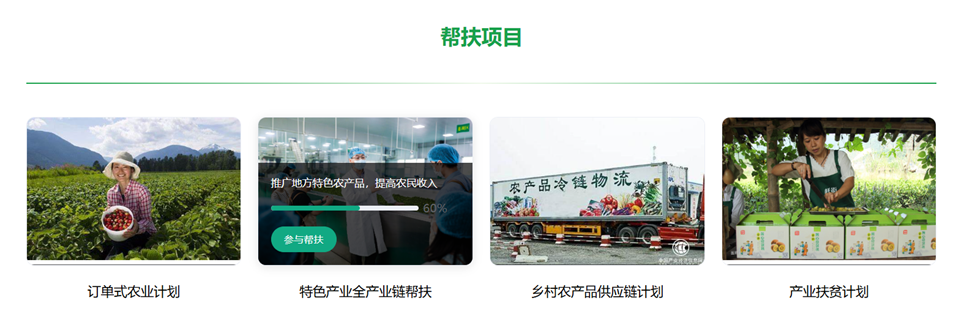 帮扶项目
推广地方特色农产品，提高农民收入
60%
参与帮扶
农产品冷链物流
订单式农业计划
特色产业全产业链帮扶
乡村农产品供应链计划
产业扶贫计划